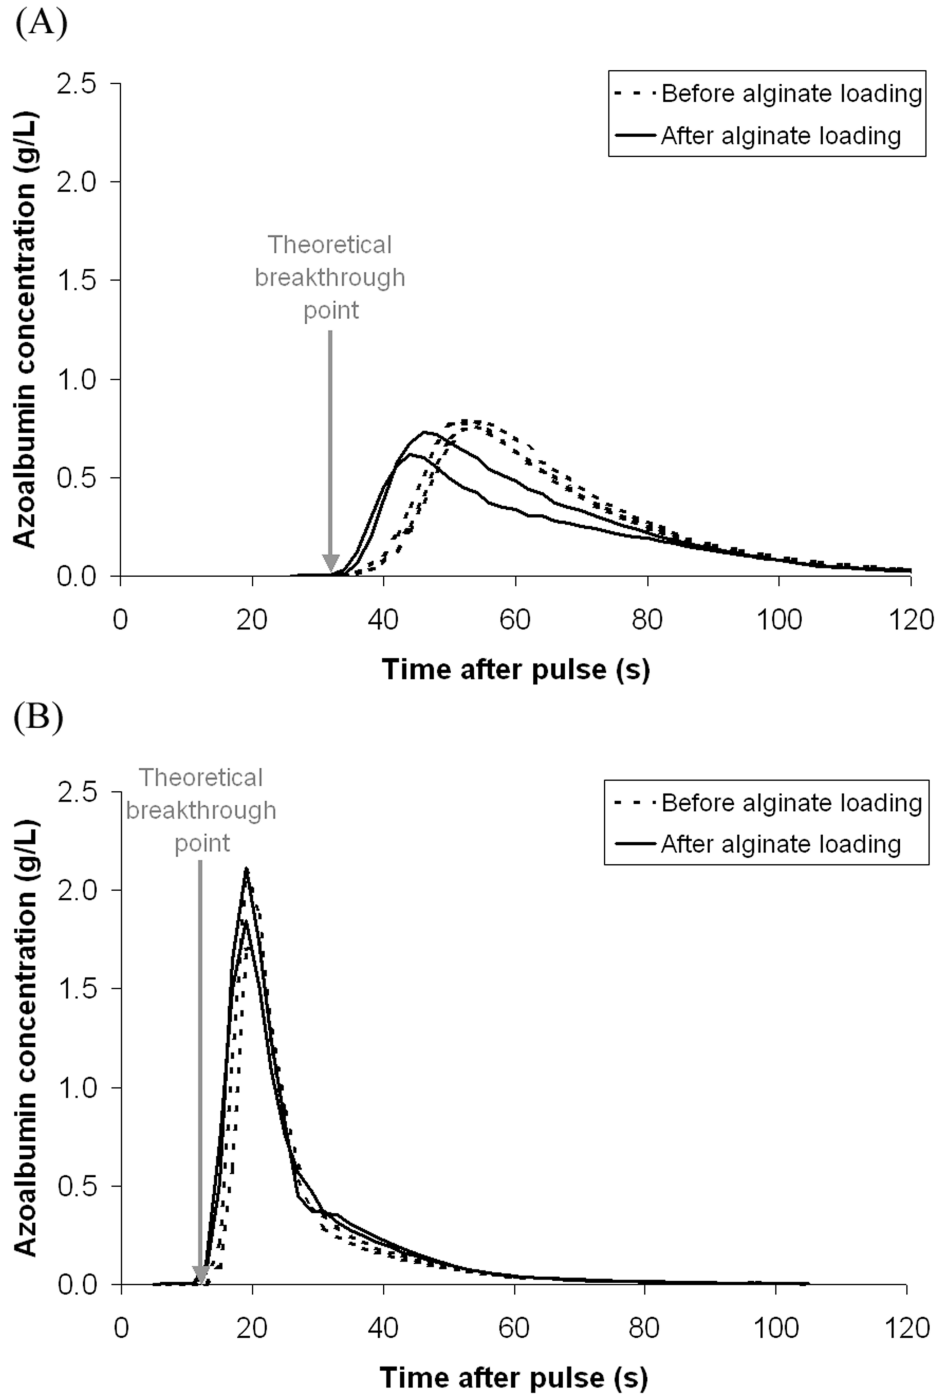 (A)
Azoalbumin concentration (g/L)
2.5
2.0
1.5
1.0
0.5
0.0
Before alginate loading
After alginate loading
Theoretical
breakthrough
point
0 20 40 60 80 100 120
Time after pulse (s)
(B)
Azoalbumin concentration (g/L)
2.5
2.0
1.5
1.0
0.5
0.0
Theoretical
breakthrough
point
Before alginate loading
After alginate loading
0 20 40 60 80 100 120
Time after pulse (s)